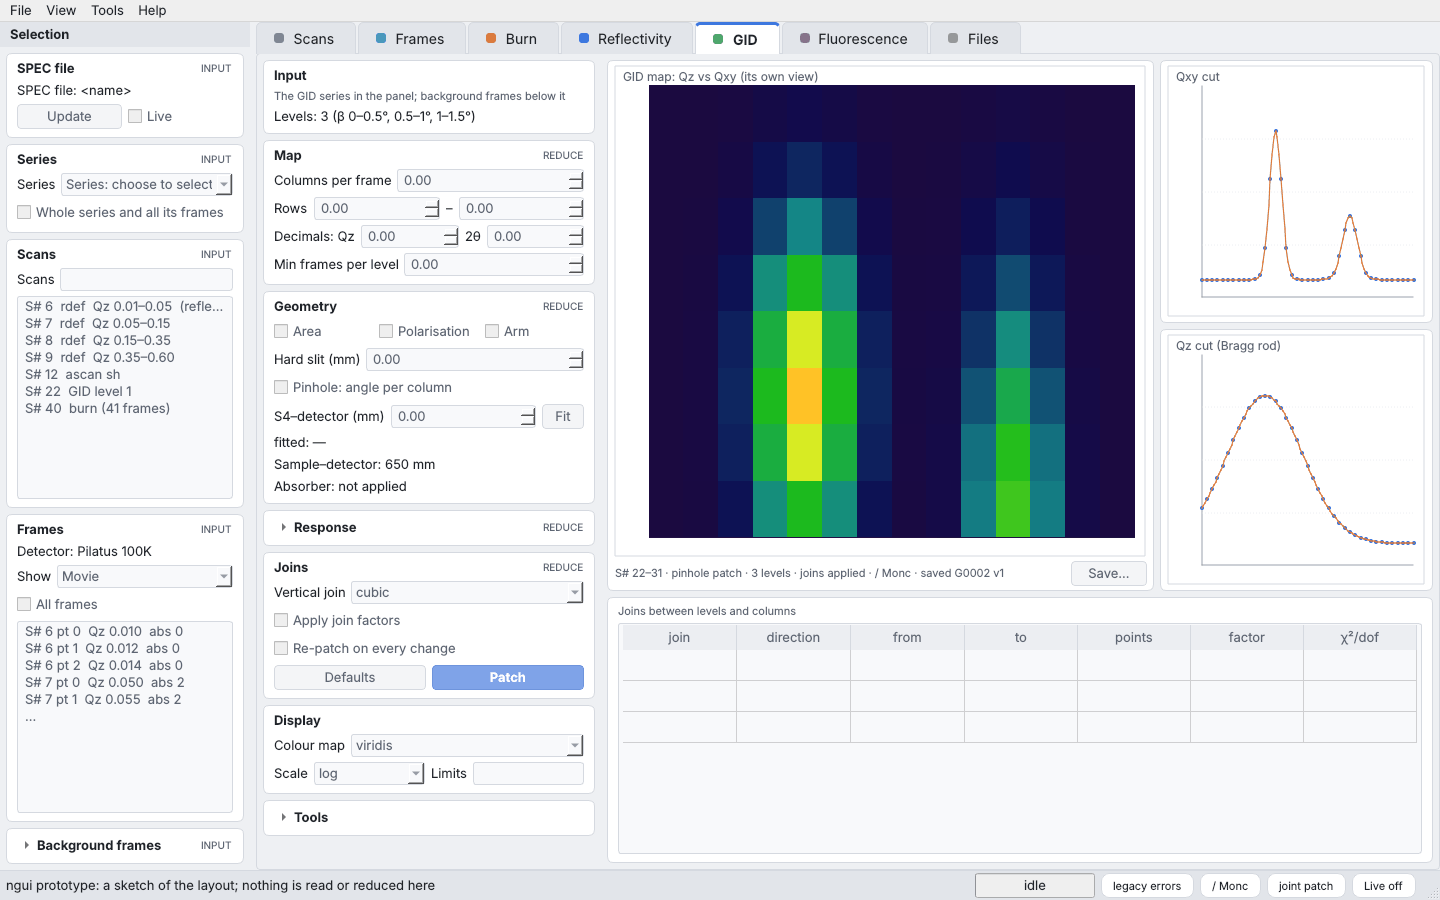 File View Tools Help
Selection
Scans Frames Burn Reflectivity GID Fluorescence Files
SPEC file INPUT
SPEC file: <name>
Update Live
Series INPUT
Series Series: choose to select
Whole series and all its frames
Scans INPUT
Scans
S# 6 rdef Qz 0.01–0.05 (refle...
S# 7 rdef Qz 0.05–0.15
S# 8 rdef Qz 0.15–0.35
S# 9 rdef Qz 0.35–0.60
S# 12 ascan sh
S# 22 GID level 1
S# 40 burn (41 frames)
Frames INPUT
Detector: Pilatus 100K
Show Movie
All frames
S# 6 pt 0 Qz 0.010 abs 0
S# 6 pt 1 Qz 0.012 abs 0
S# 6 pt 2 Qz 0.014 abs 0
S# 7 pt 0 Qz 0.050 abs 2
S# 7 pt 1 Qz 0.055 abs 2
...
Background frames INPUT
Input
The GID series in the panel; background frames below it
Levels: 3 (β 0–0.5°, 0.5–1°, 1–1.5°)
Map REDUCE
Columns per frame 0.00
Rows 0.00 – 0.00
Decimals: Qz 0.00 2θ 0.00
Min frames per level 0.00
Geometry REDUCE
Area Polarisation Arm
Hard slit (mm) 0.00
Pinhole: angle per column
S4–detector (mm) 0.00 Fit
fitted: —
Sample–detector: 650 mm
Absorber: not applied
Response REDUCE
Joins REDUCE
Vertical join cubic
Apply join factors
Re-patch on every change
Defaults Patch
Display
Colour map viridis
Scale log Limits
Tools
GID map: Qz vs Qxy (its own view)
S# 22–31 · pinhole patch · 3 levels · joins applied · / Monc · saved G0002 v1 Save...
Qxy cut
Qz cut (Bragg rod)
Joins between levels and columns
join direction from to points factor χ²/dof
ngui prototype: a sketch of the layout; nothing is read or reduced here
idle legacy errors / Monc joint patch Live off